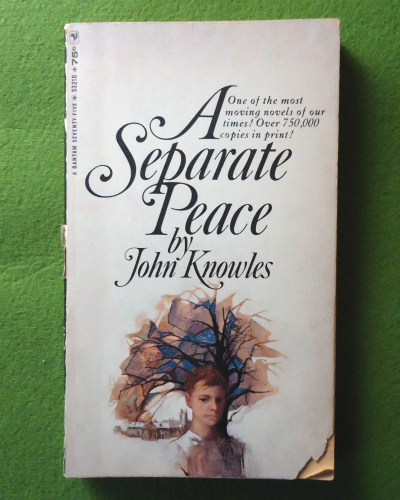 A BANTAM SEVENTY-FIVE ★ S3210 ★ 75¢
One of the most
moving novels of our
times! Over 750,000
copies in print!
A
Separate
Peace
by
John Knowles